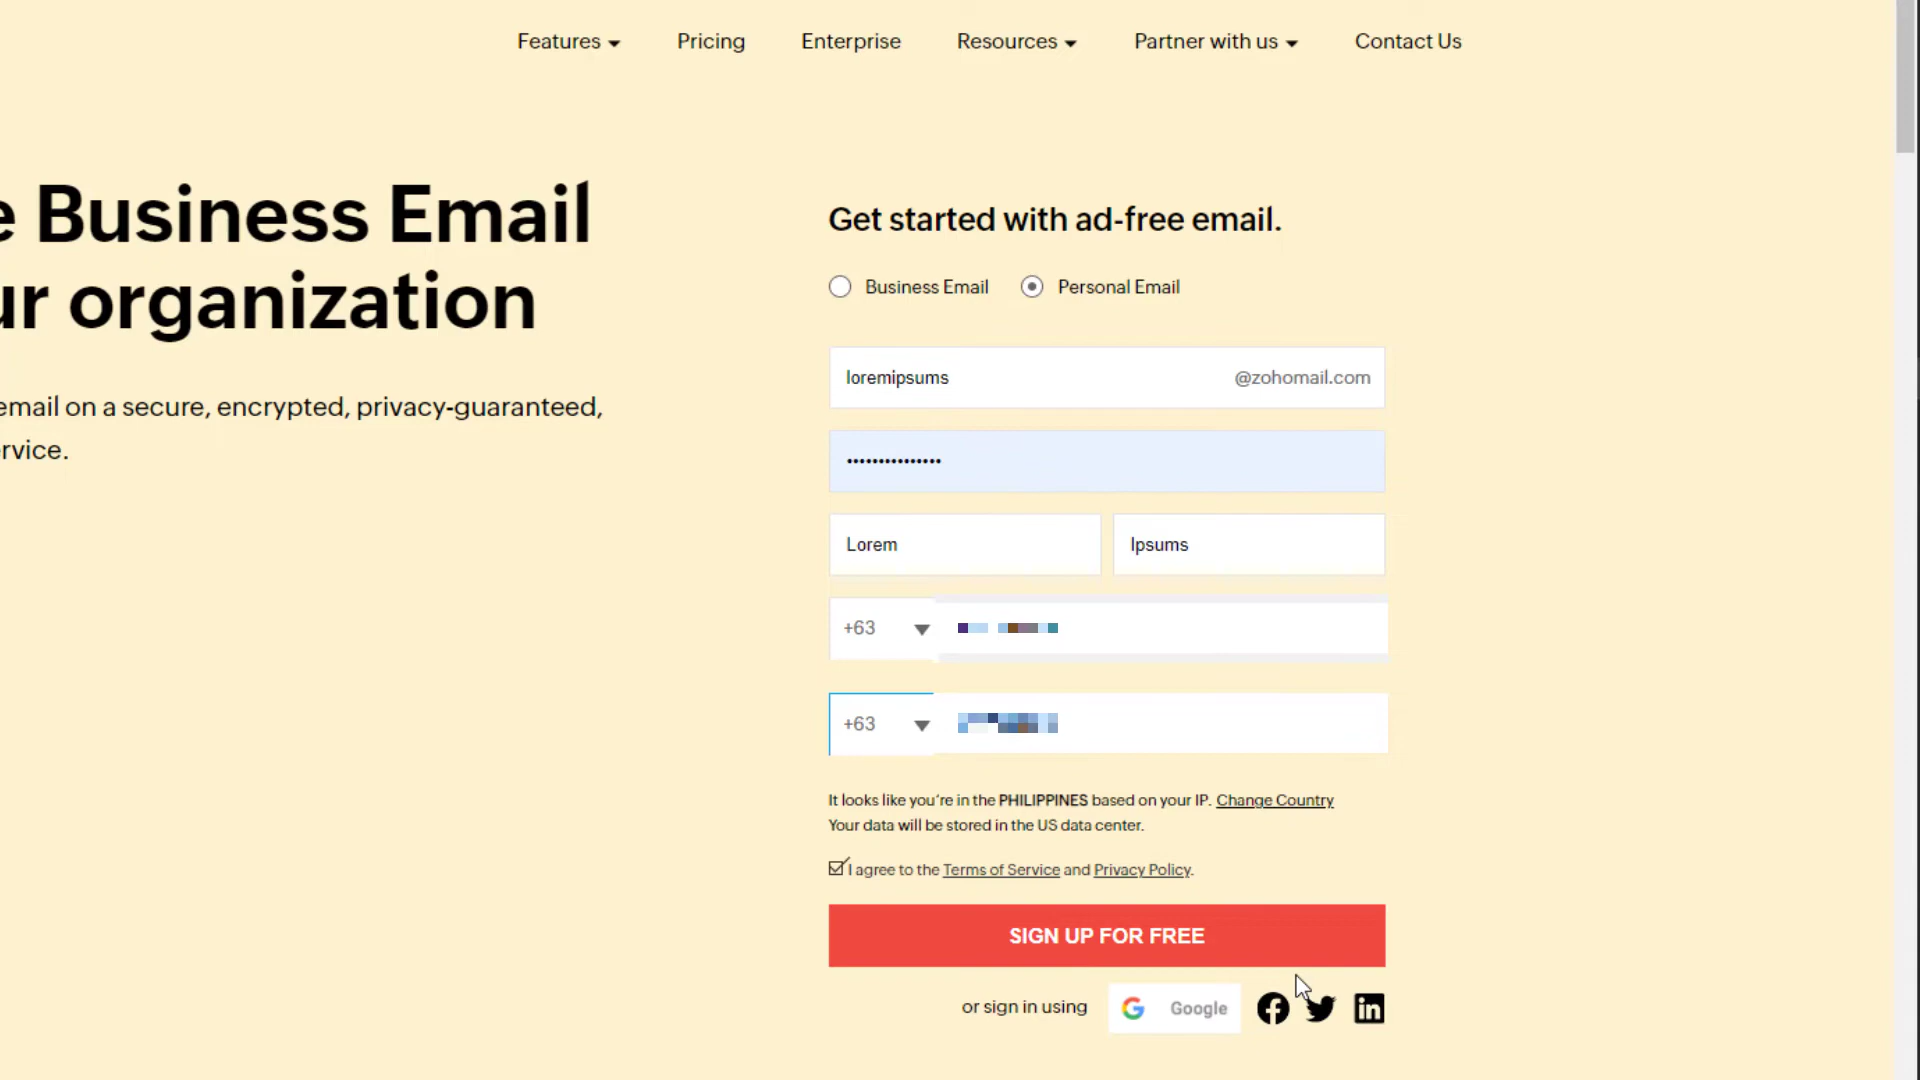 Features
Pricing
Enterprise
Resources
Partner with us
Contact Us
e Business Email
ur organization
email on a secure, encrypted, privacy-guaranteed,
ervice.
Get started with ad-free email.
Business Email
Personal Email
loremipsums
@zohomail.com
•••••••••••••••
Lorem
Ipsums
+63
+63
It looks like you're in the PHILIPPINES based on your IP. Change Country
Your data will be stored in the US data center.
I agree to the Terms of Service and Privacy Policy.
SIGN UP FOR FREE
or sign in using
Google